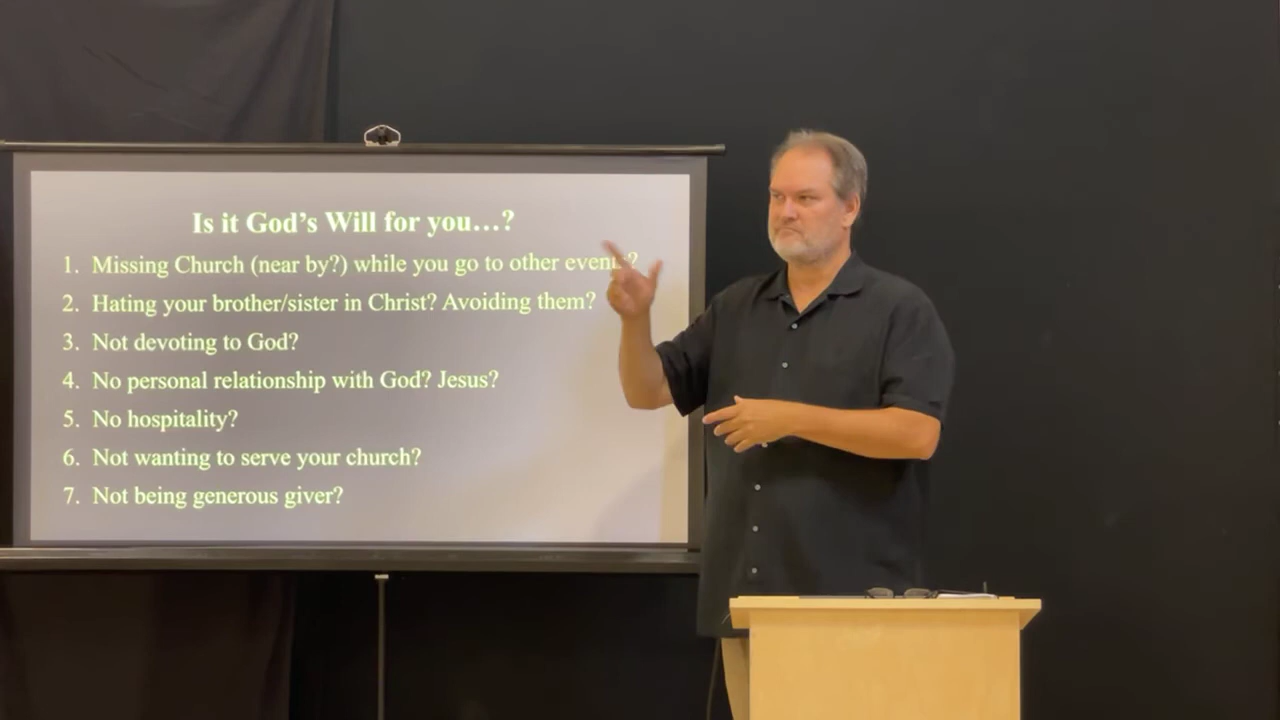 Is it God's Will for you…?
1. Missing Church (near by?) while you go to other events?
2. Hating your brother/sister in Christ? Avoiding them?
3. Not devoting to God?
4. No personal relationship with God? Jesus?
5. No hospitality?
6. Not wanting to serve your church?
7. Not being generous giver?